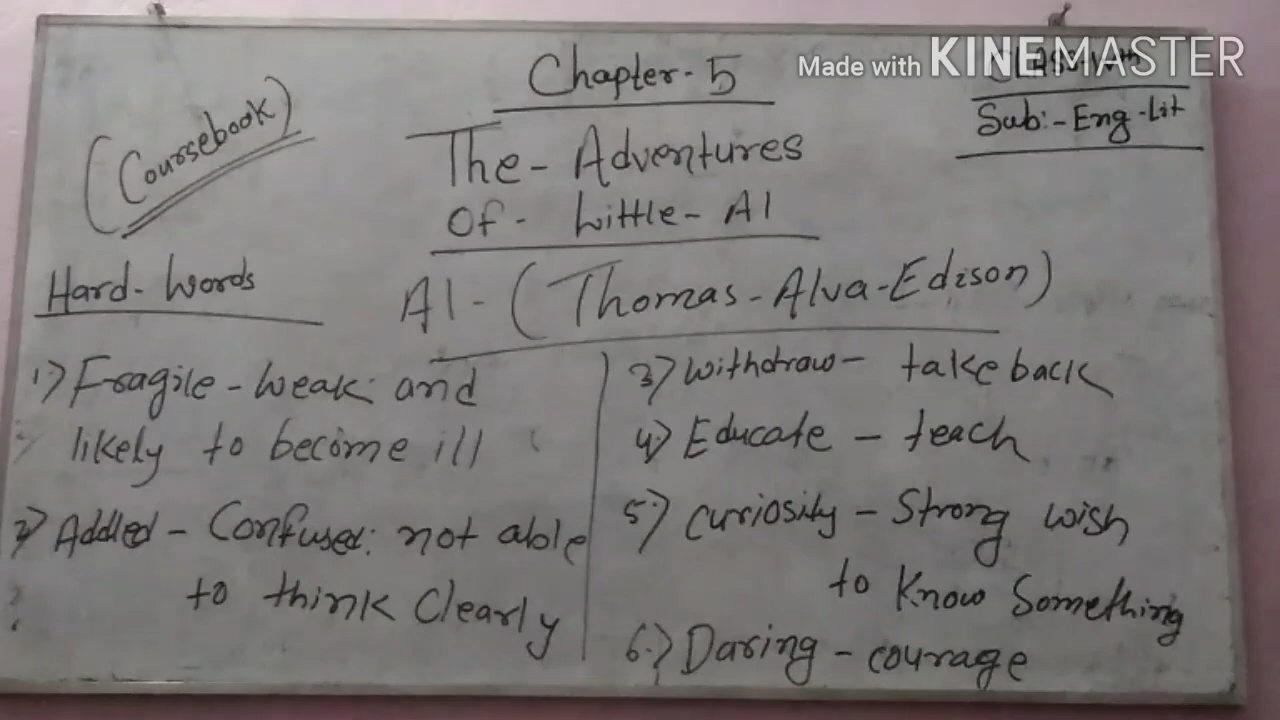 Chapter-5
Made with KINEMASTER
Sub:- Eng-Lit
(Coursebook)
The- Adventures
Of- Little- Al
Hard- Words
Al- (Thomas-Alva-Edison)
1) Fragile - weak: and
likely to become ill
2) Addled - Confused: not able
to think Clearly
3) Withdraw- take back
4) Educate - teach
5) Curiosity - Strong wish
to Know Something
6) Daring - courage